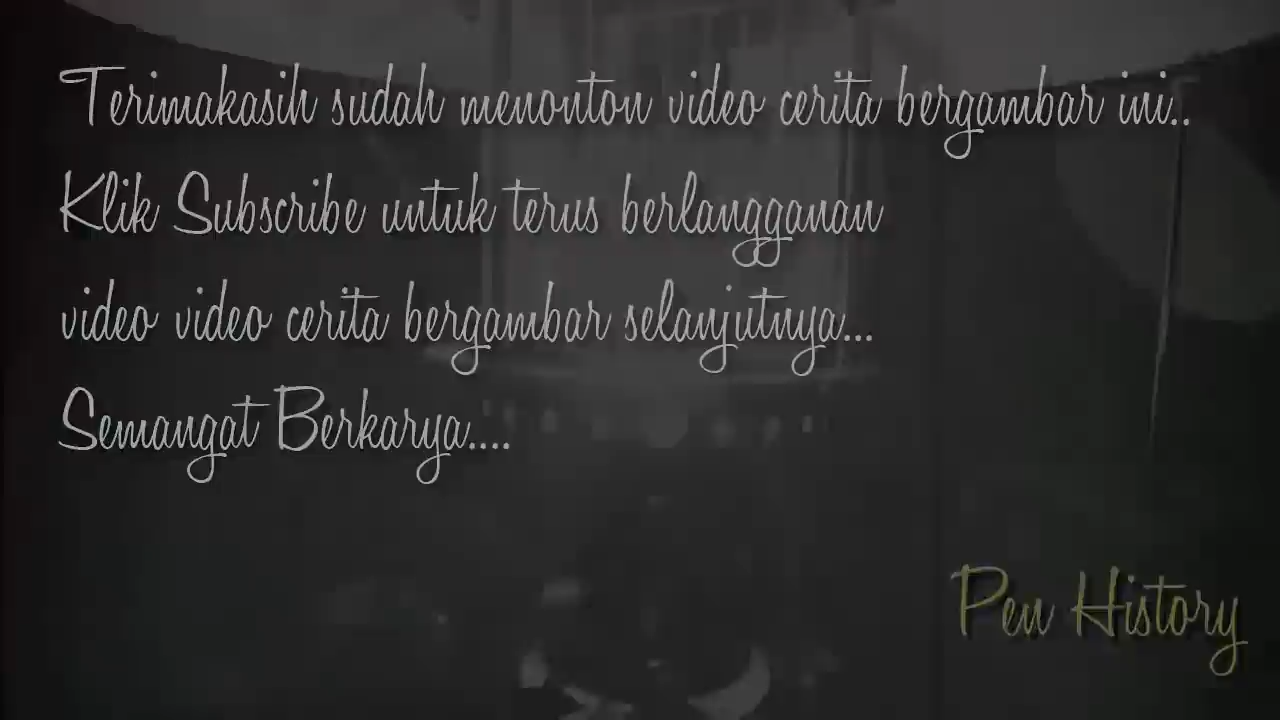 Terimakasih sudah menonton video cerita bergambar ini..
Klik Subscribe untuk terus berlangganan
video video cerita bergambar selanjutnya...
Semangat Berkarya....
Pen History